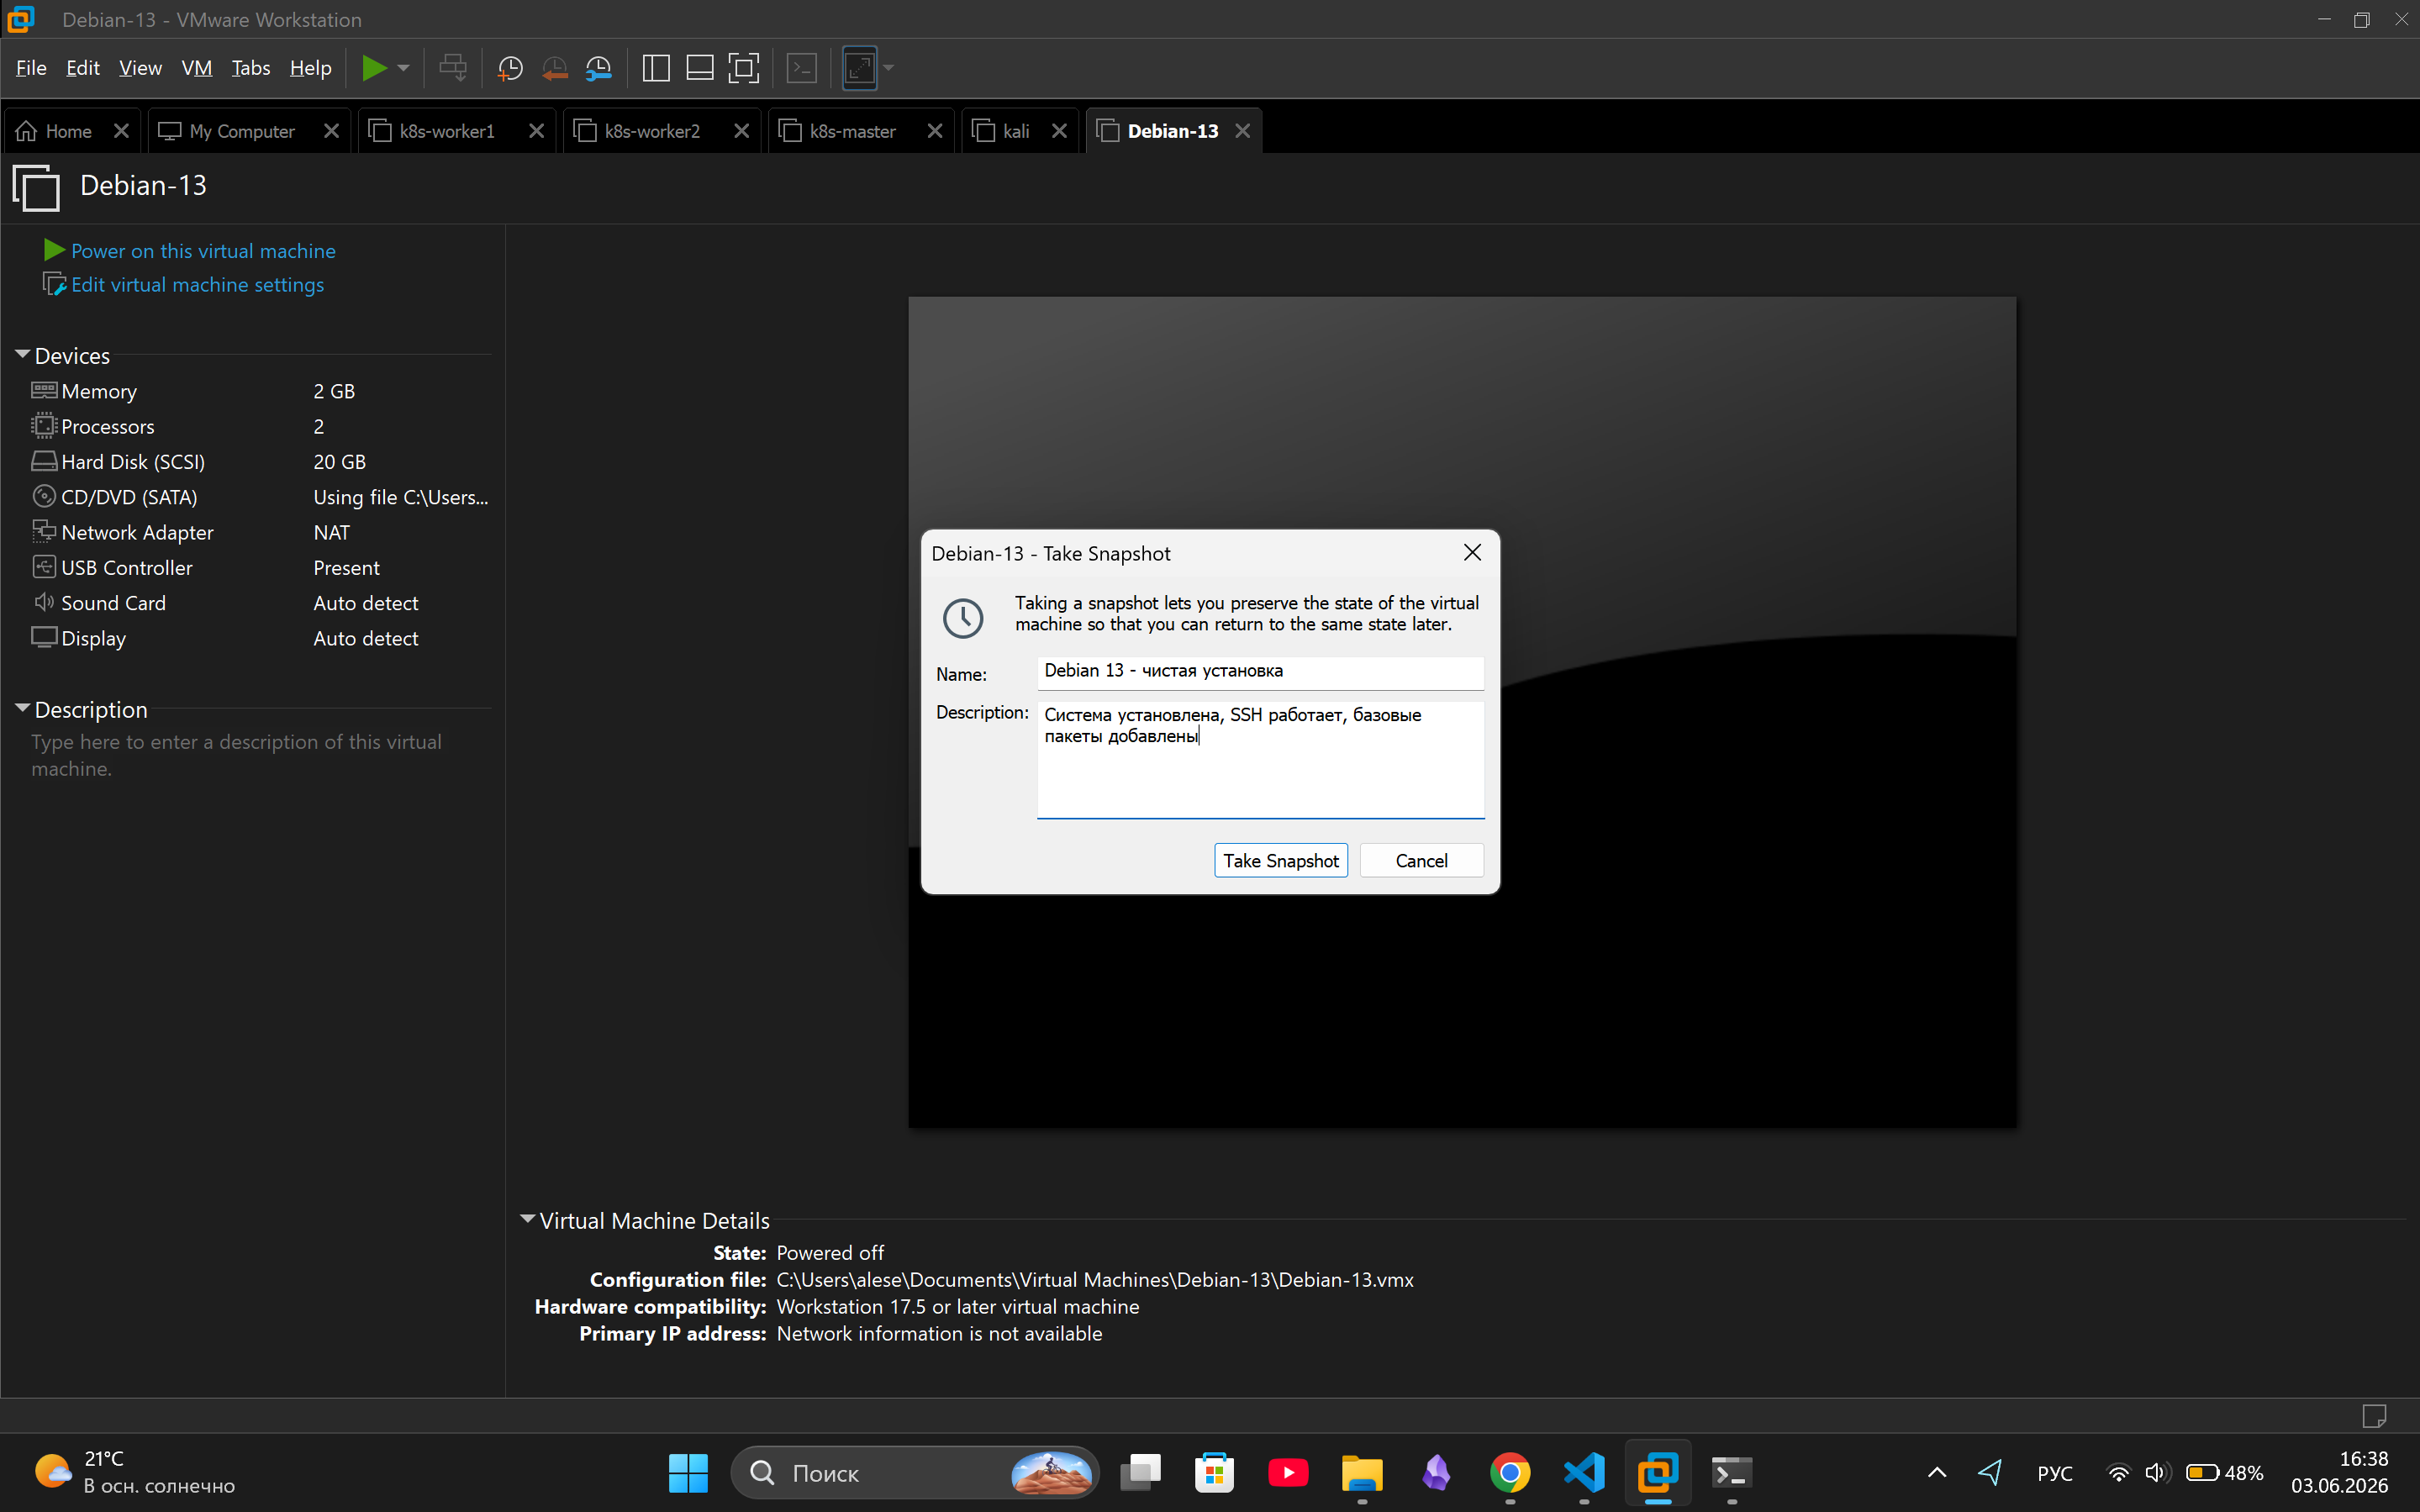 Debian-13 - VMware Workstation
File Edit View VM Tabs Help
Home
My Computer
k8s-worker1
k8s-worker2
k8s-master
kali
Debian-13
Debian-13
Power on this virtual machine
Edit virtual machine settings
Devices
Memory 2 GB
Processors 2
Hard Disk (SCSI) 20 GB
CD/DVD (SATA) Using file C:\Users...
Network Adapter NAT
USB Controller Present
Sound Card Auto detect
Display Auto detect
Description
Type here to enter a description of this virtual
machine.
Debian-13 - Take Snapshot
Taking a snapshot lets you preserve the state of the virtual
machine so that you can return to the same state later.
Name: Debian 13 - чистая установка
Description: Система установлена, SSH работает, базовые
пакеты добавлены
Take Snapshot Cancel
Virtual Machine Details
State: Powered off
Configuration file: C:\Users\alese\Documents\Virtual Machines\Debian-13\Debian-13.vmx
Hardware compatibility: Workstation 17.5 or later virtual machine
Primary IP address: Network information is not available
21°C
В осн. солнечно
Поиск
РУС
48%
16:38
03.06.2026